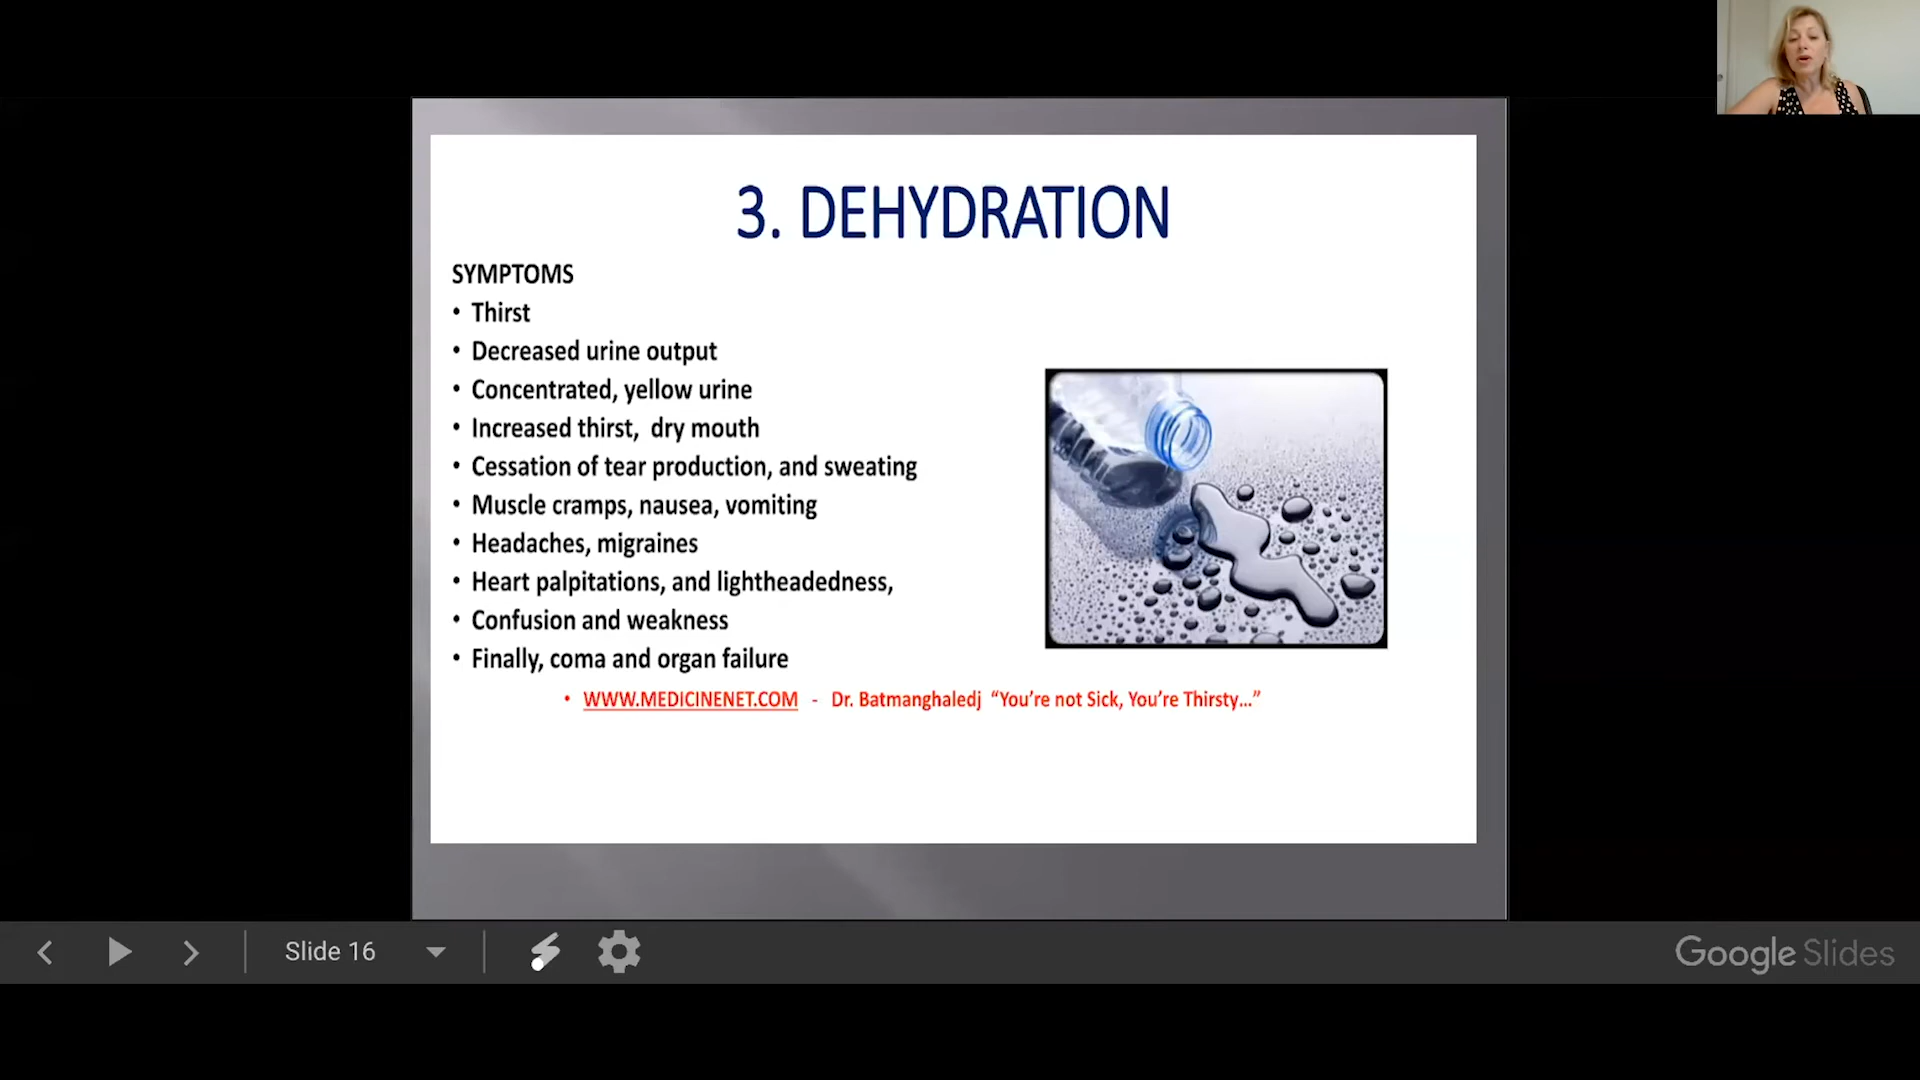 3. DEHYDRATION
SYMPTOMS
• Thirst
• Decreased urine output
• Concentrated, yellow urine
• Increased thirst,  dry mouth
• Cessation of tear production, and sweating
• Muscle cramps, nausea, vomiting
• Headaches, migraines
• Heart palpitations, and lightheadedness,
• Confusion and weakness
• Finally, coma and organ failure
• WWW.MEDICINENET.COM  -  Dr. Batmanghaledj  “You’re not Sick, You’re Thirsty...”
Slide 16
Google Slides